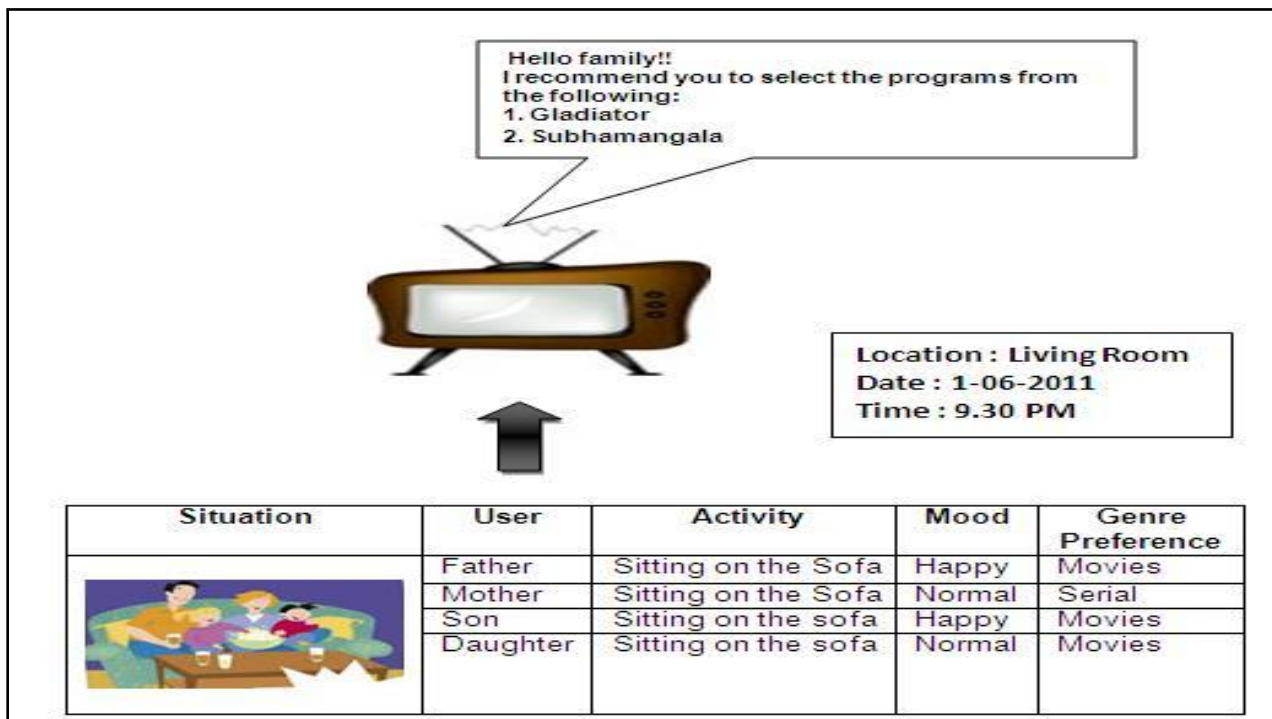 Hello family!!
I recommend you to select the programs from
the following:
1. Gladiator
2. Subhamangala
Location : Living Room
Date : 1-06-2011
Time : 9.30 PM
Situation User Activity Mood Genre
Preference
Father Sitting on the Sofa Happy Movies
Mother Sitting on the Sofa Normal Serial
Son Sitting on the sofa Happy Movies
Daughter Sitting on the sofa Normal Movies